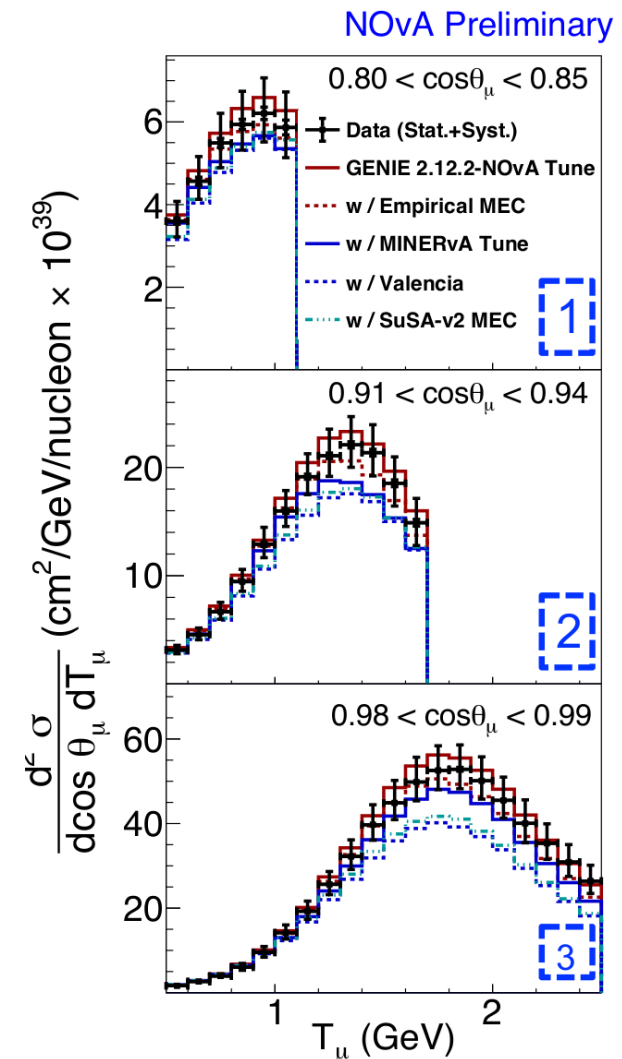 NOvA Preliminary
0.80 < cosθμ < 0.85
Data (Stat.+Syst.)
GENIE 2.12.2-NOvA Tune
w / Empirical MEC
w / MINERvA Tune
w / Valencia
w / SuSA-v2 MEC
6
4
2
1
0.91 < cosθμ < 0.94
20
10
2
0.98 < cosθμ < 0.99
60
40
20
3
1
2
Tμ (GeV)
d² σ
dcos θμ dTμ
(cm²/GeV/nucleon × 10³⁹)